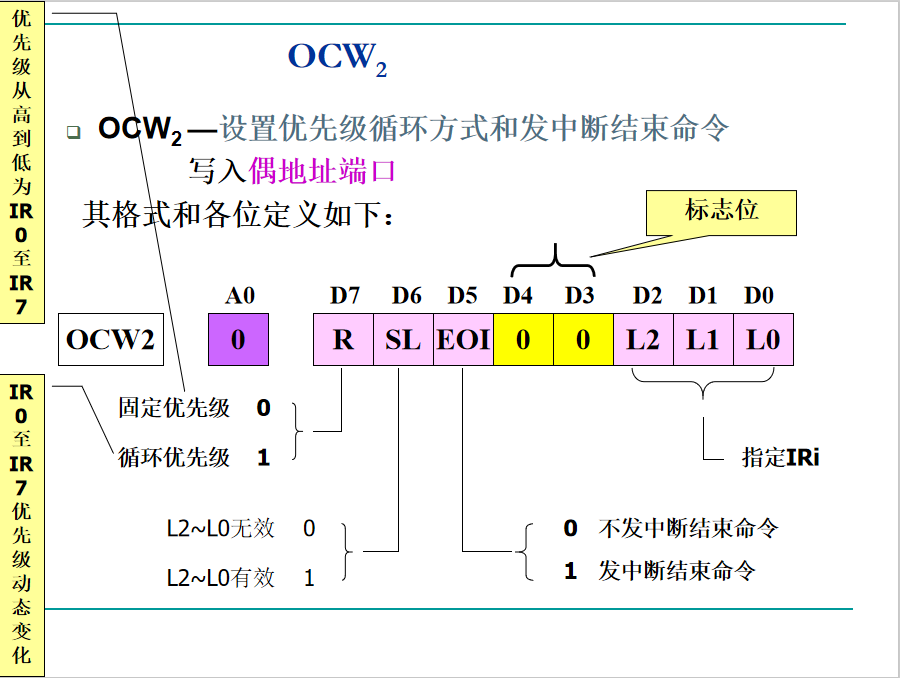 优先级从高到低为IR0至IR7
OCW2
OCW2 —设置优先级循环方式和发中断结束命令
写入偶地址端口
其格式和各位定义如下：
标志位
A0 D7 D6 D5 D4 D3 D2 D1 D0
OCW2 0 R SL EOI 0 0 L2 L1 L0
IR0至IR7优先级动态变化
固定优先级 0
循环优先级 1
指定IRi
L2~L0无效 0
L2~L0有效 1
0 不发中断结束命令
1 发中断结束命令